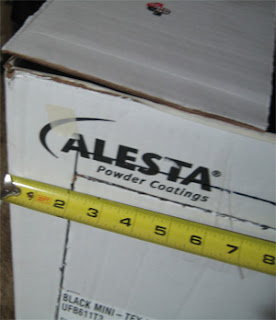 ALESTA®
Powder Coatings
2 3 4 5 6 7 8
BLACK MINI-TEX
UFB611T3